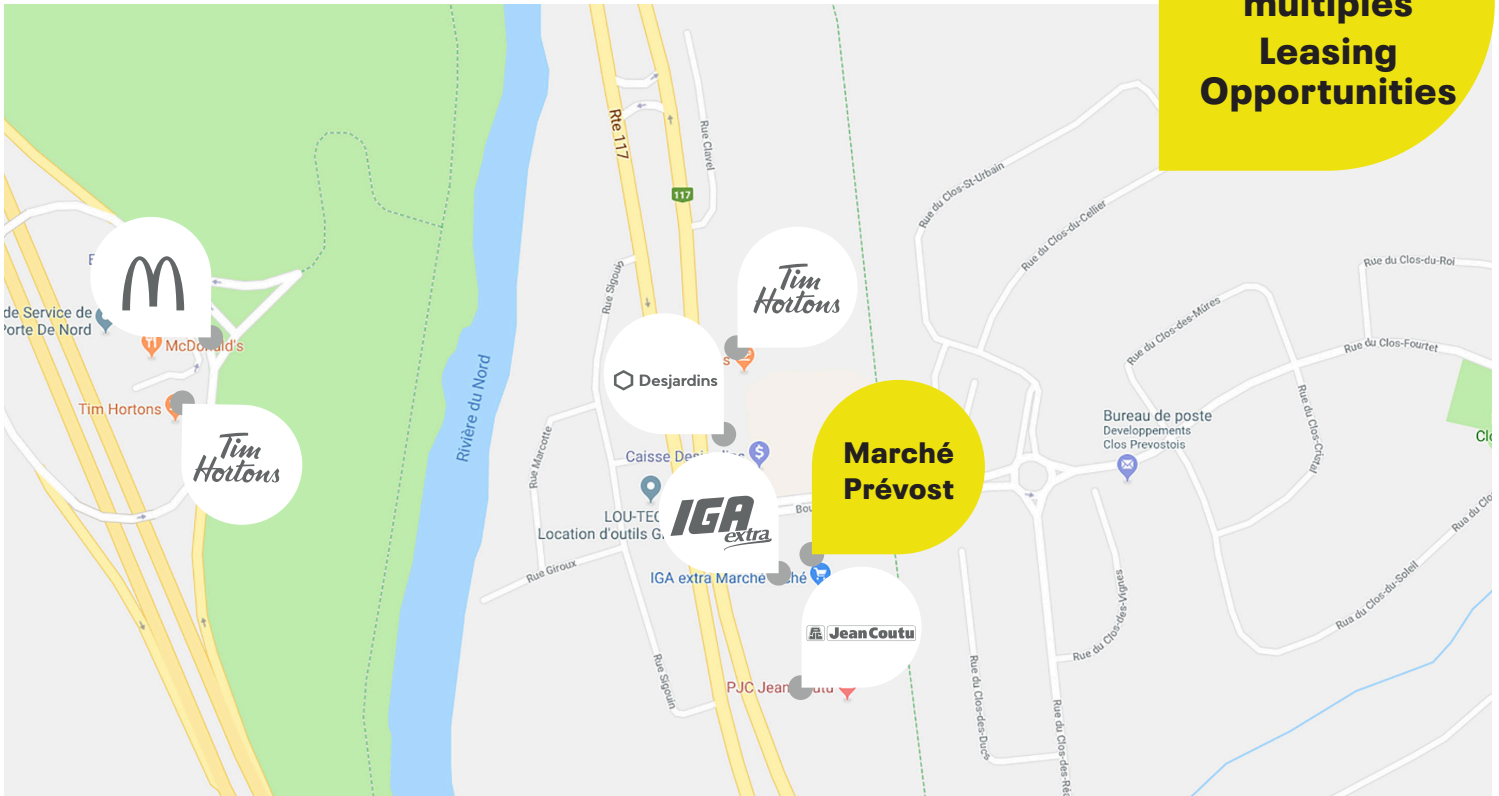 multiples
Leasing
Opportunities
Rte 117
Rue Clavel
117
Rue du Clos-St-Urbain
Rue du Clos-du-Cellier
Rue du Clos-du-Roi
Rue du Clos-des-Mûres
Rue du Clos-Fourtet
Rue du Clos-Cristal
Rue Sigouin
Tim
Hortons
de Service de
Porte De Nord
McDonald's
Tim Hortons
Tim
Hortons
Rivière du Nord
Desjardins
Caisse
Marché
Prévost
Bureau de poste
Developpements
Clos Prevostois
Rue Marcotte
IGA
extra
Location d'outils
Rue Giroux
IGA extra Marché
Jean Coutu
PJC Jean
Rue Sigouin
Rue du Clos-des-Vignes
Rua du Clos-du-Soleil
Rue du Clos-des-Ducs